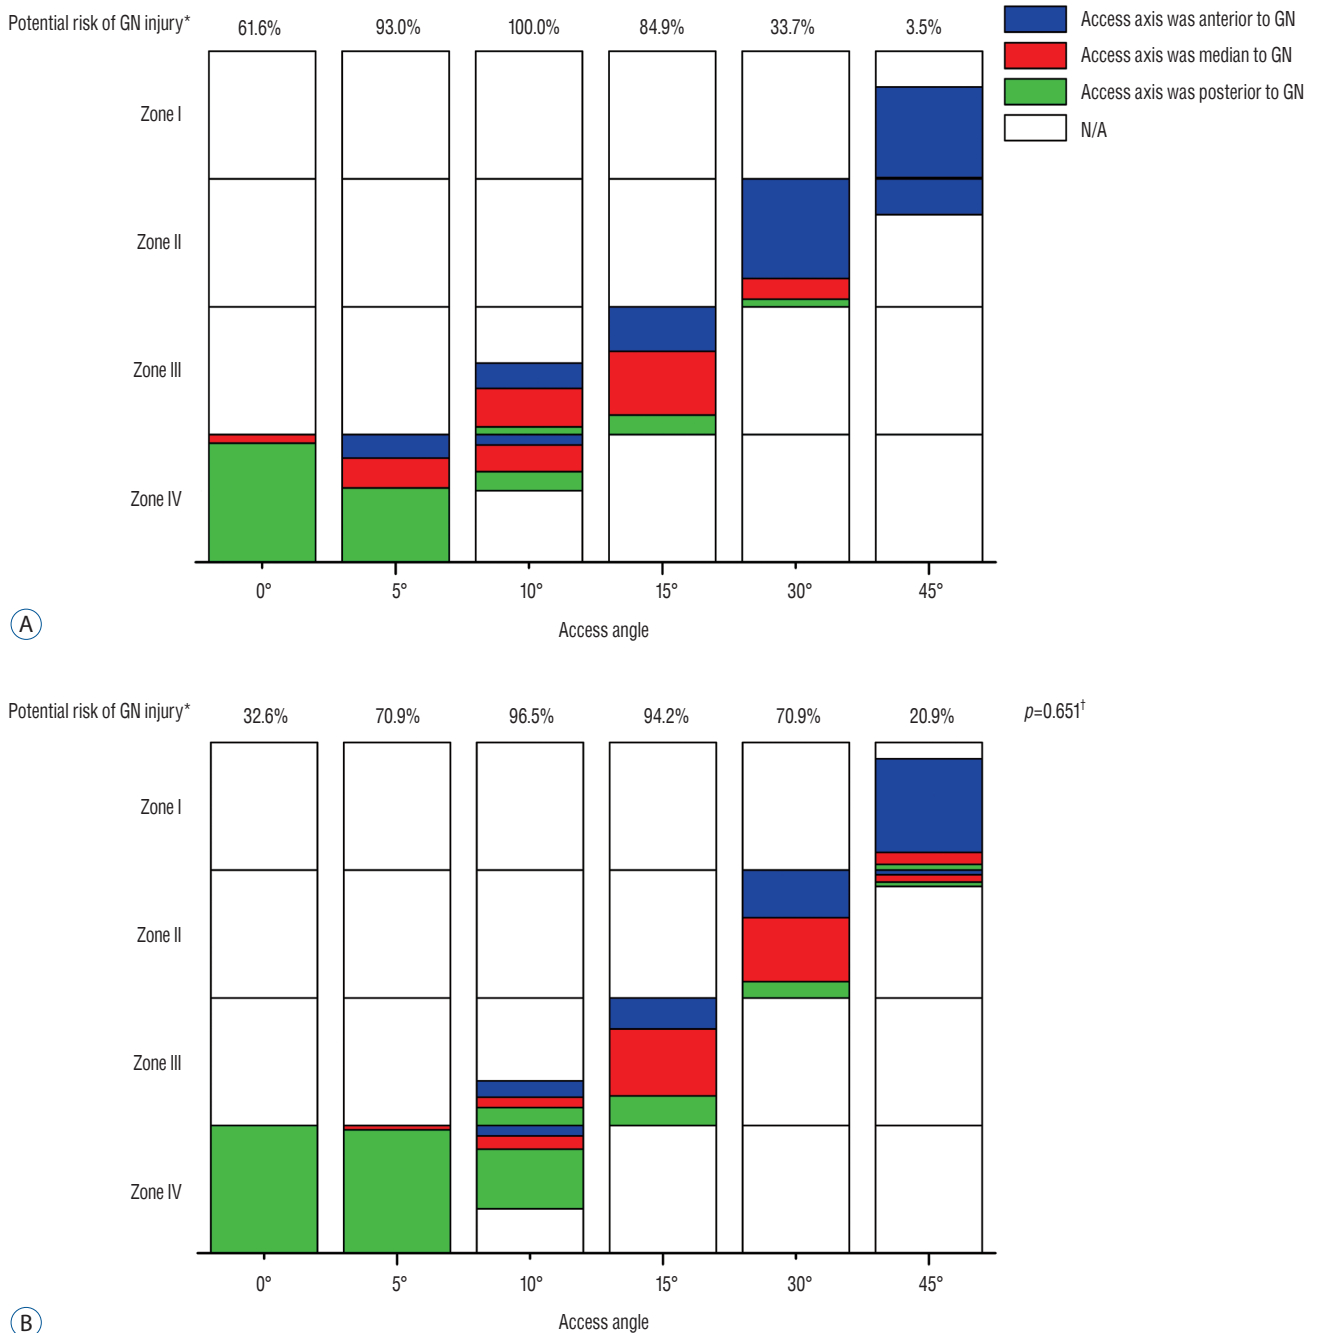 Potential risk of GN injury* 61.6% 93.0% 100.0% 84.9% 33.7% 3.5%
Access axis was anterior to GN
Access axis was median to GN
Access axis was posterior to GN
N/A
Zone I
Zone II
Zone III
Zone IV
0° 5° 10° 15° 30° 45°
Access angle
A
Potential risk of GN injury* 32.6% 70.9% 96.5% 94.2% 70.9% 20.9% p=0.651†
Zone I
Zone II
Zone III
Zone IV
0° 5° 10° 15° 30° 45°
Access angle
B